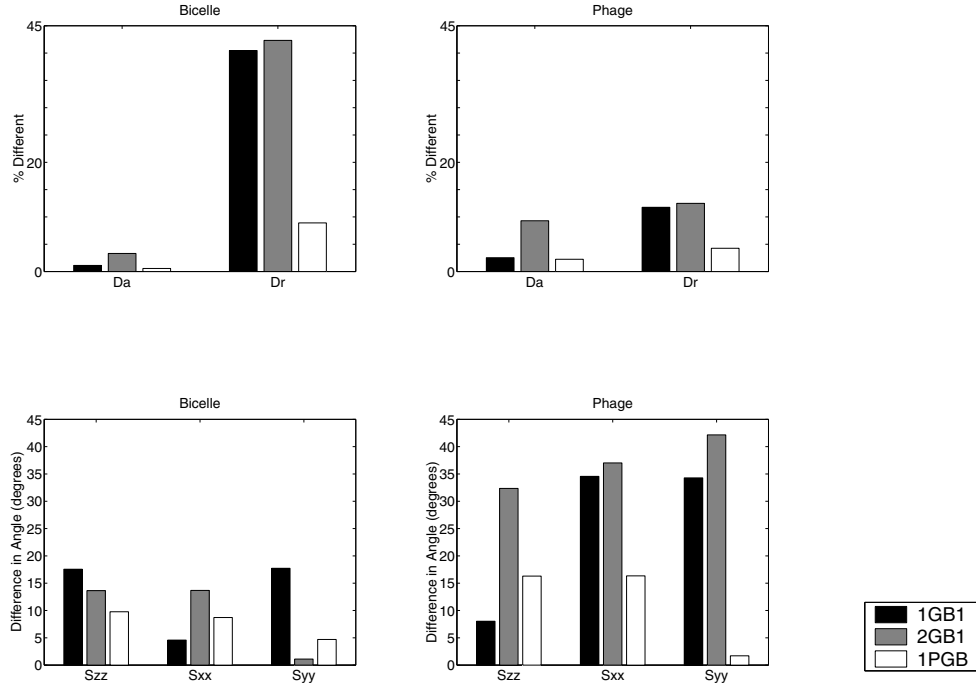 Bicelle
Phage
45
20
0
% Different
Da
Dr
45
20
0
% Different
Da
Dr
Bicelle
Phage
45
40
35
30
25
20
15
10
5
0
Difference in Angle (degrees)
Szz
Sxx
Syy
45
40
35
30
25
20
15
10
5
0
Difference in Angle (degrees)
Szz
Sxx
Syy
1GB1
2GB1
1PGB